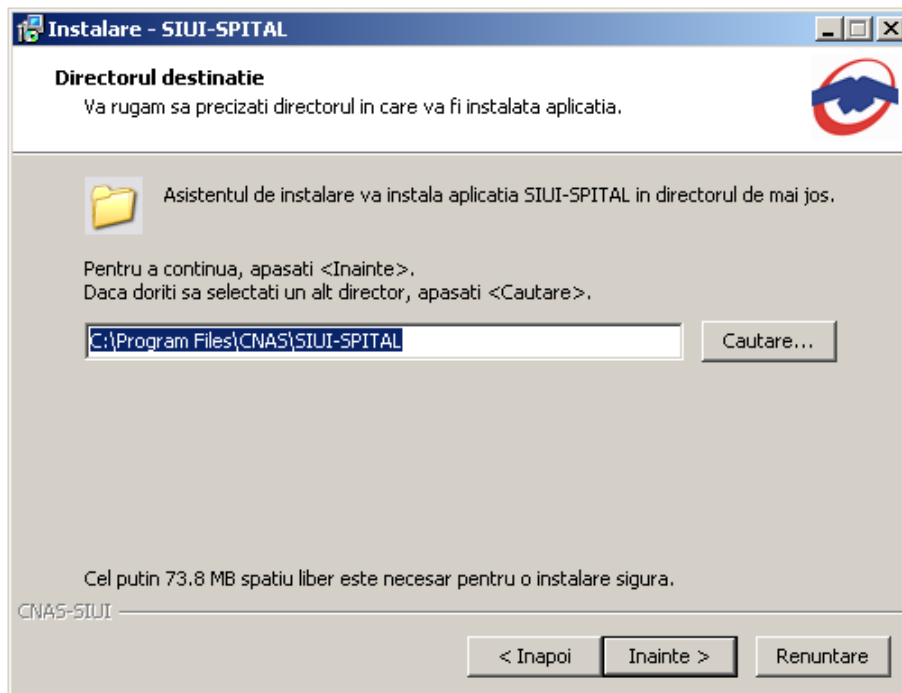 Instalare - SIUI-SPITAL
Directorul destinatie
Va rugam sa precizati directorul in care va fi instalata aplicatia.
Asistentul de instalare va instala aplicatia SIUI-SPITAL in directorul de mai jos.
Pentru a continua, apasati <Inainte>.
Daca doriti sa selectati un alt director, apasati <Cautare>.
C:\Program Files\CNAS\SIUI-SPITAL
Cautare...
Cel putin 73.8 MB spatiu liber este necesar pentru o instalare sigura.
CNAS-SIUI
< Inapoi
Inainte >
Renuntare